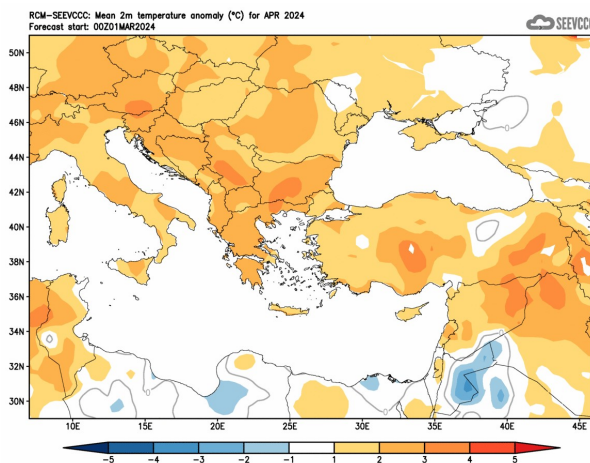 RCM-SEEVCCC: Mean 2m temperature anomaly (°C) for APR 2024
Forecast start: 00Z01MAR2024
SEEVCCC
50N
48N
46N
44N
42N
40N
38N
36N
34N
32N
30N
10E 15E 20E 25E 30E 35E 40E 45E
-5 -4 -3 -2 -1 1 2 3 4 5